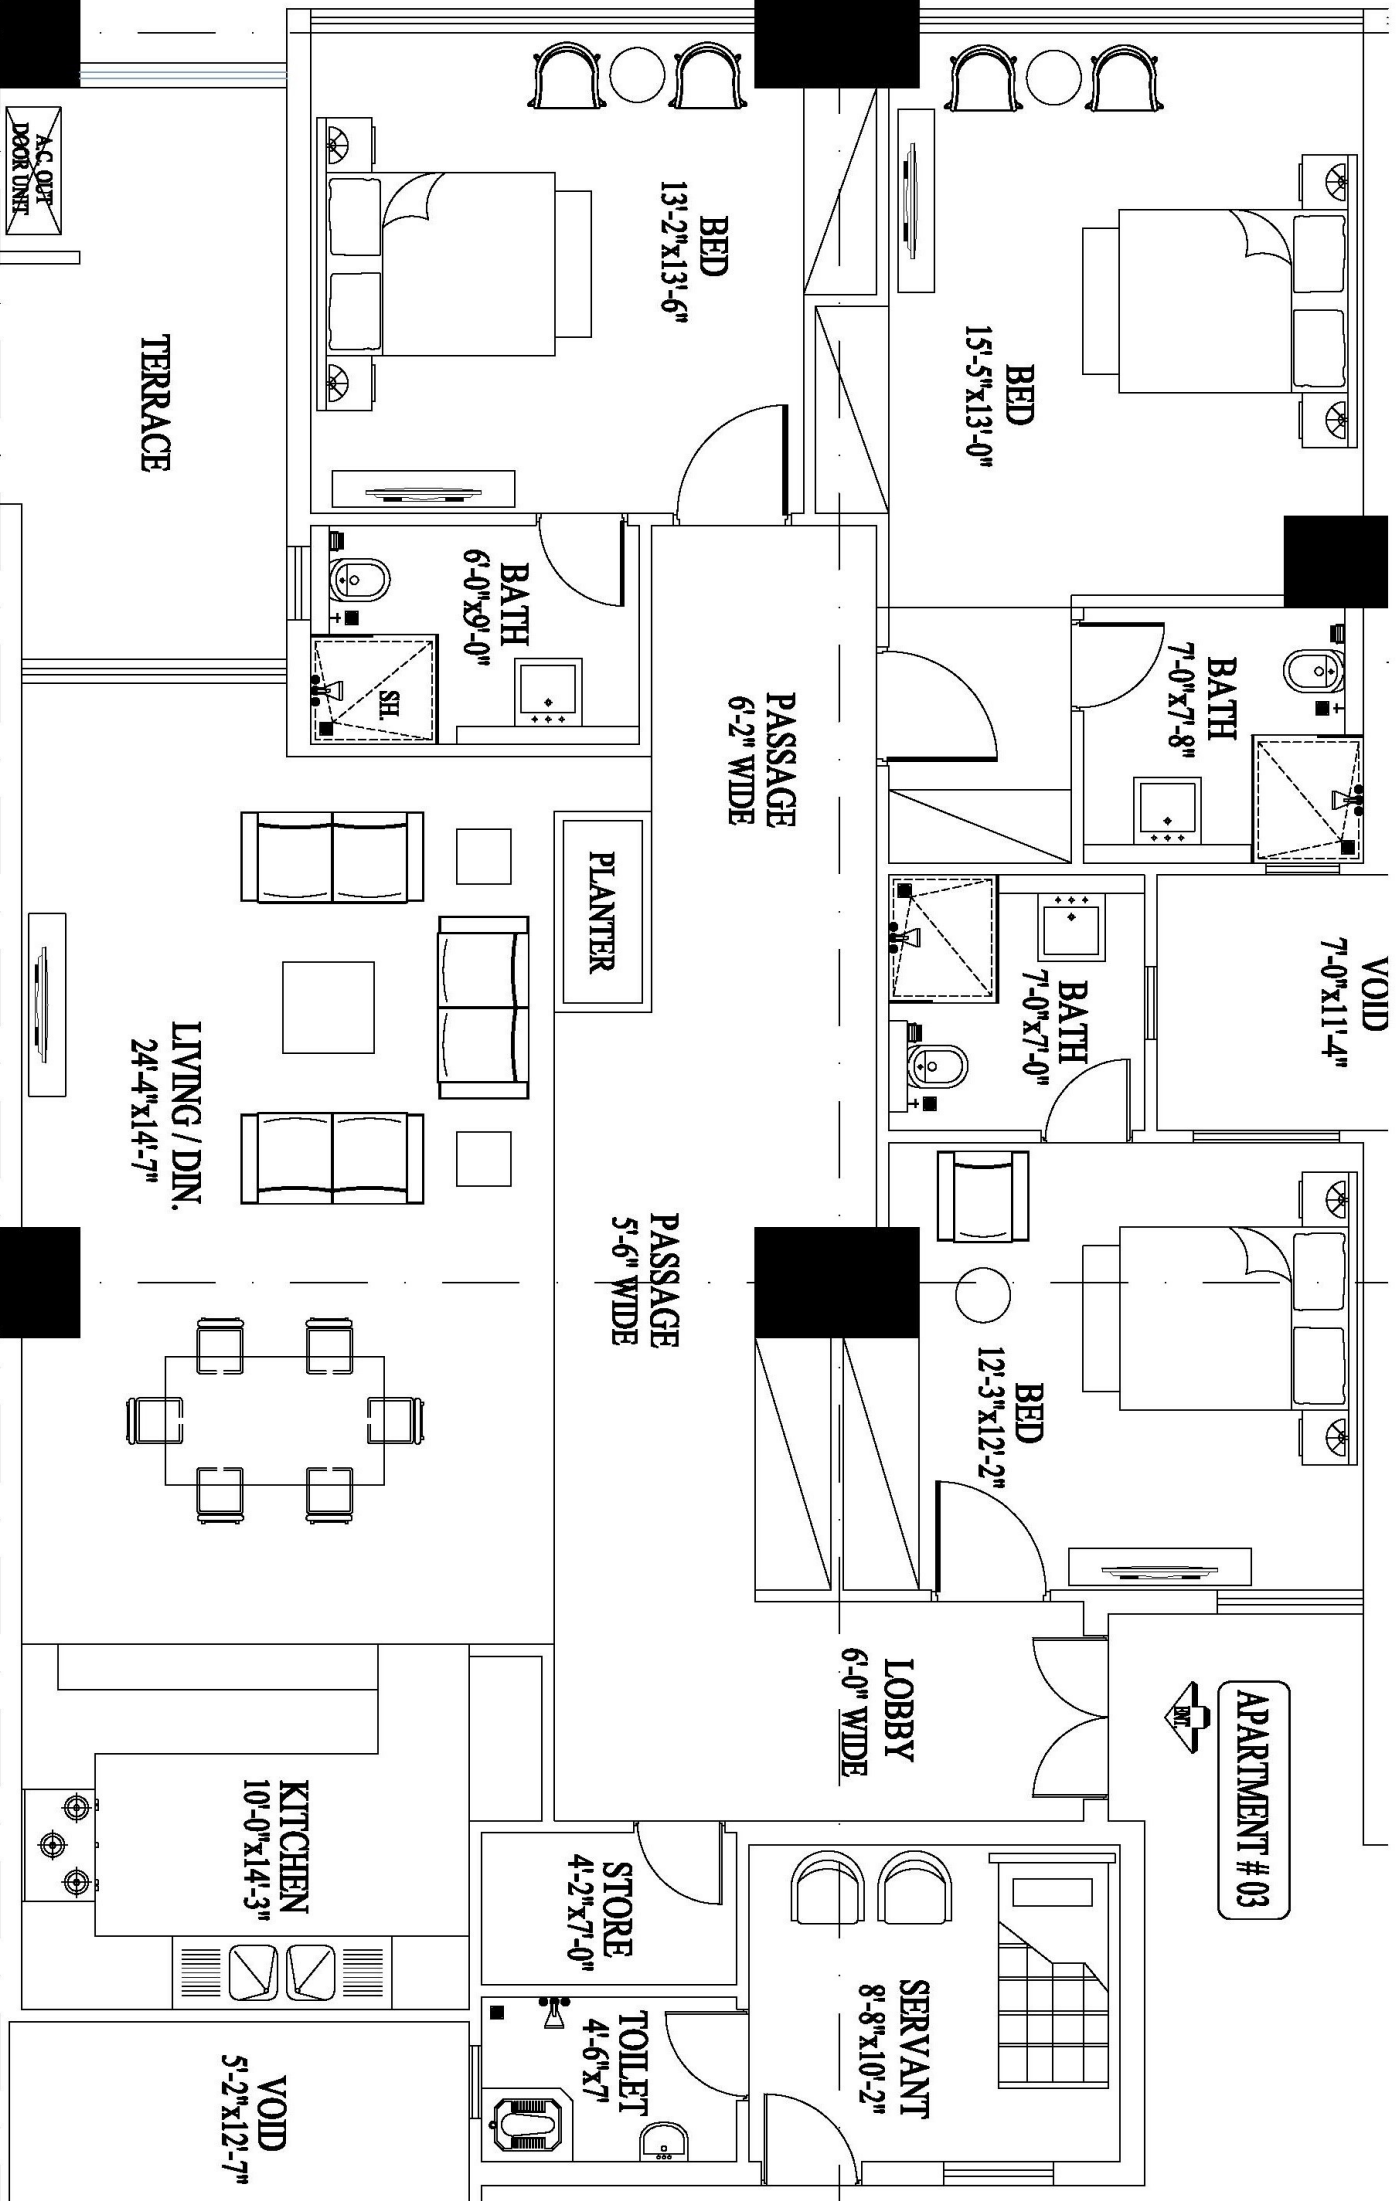 A.C. OUT
DOOR UNIT
TERRACE
BED
13'-2"x13'-6"
BED
15'-5"x13'-0"
BATH
6'-0"x9'-0"
SH.
PASSAGE
6'-2" WIDE
BATH
7'-0"x7'-8"
PLANTER
BATH
7'-0"x7'-0"
VOID
7'-0"x11'-4"
LIVING / DIN.
24'-4"x14'-7"
PASSAGE
5'-6" WIDE
BED
12'-3"x12'-2"
LOBBY
6'-0" WIDE
ENT.
APARTMENT # 03
KITCHEN
10'-0"x14'-3"
STORE
4'-2"x7'-0"
SERVANT
8'-8"x10'-2"
TOILET
4'-6"x7'
VOID
5'-2"x12'-7"